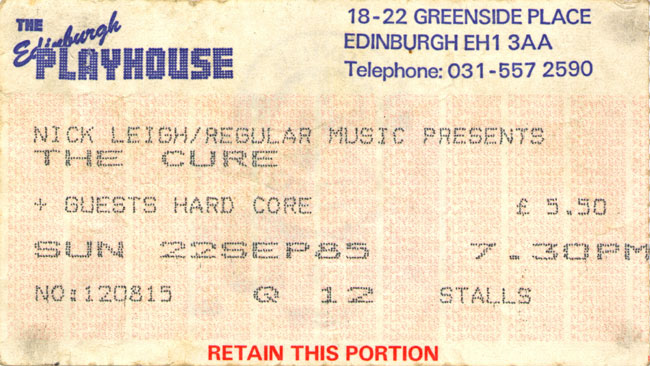 THE
Edinburgh
PLAYHOUSE
18-22 GREENSIDE PLACE
EDINBURGH EH1 3AA
Telephone: 031-557 2590
NICK LEIGH/REGULAR MUSIC PRESENTS
THE CURE
+ GUESTS HARD CORE £ 5.50
SUN 22SEP85 7.30PM
NO:120815 Q 12 STALLS
RETAIN THIS PORTION